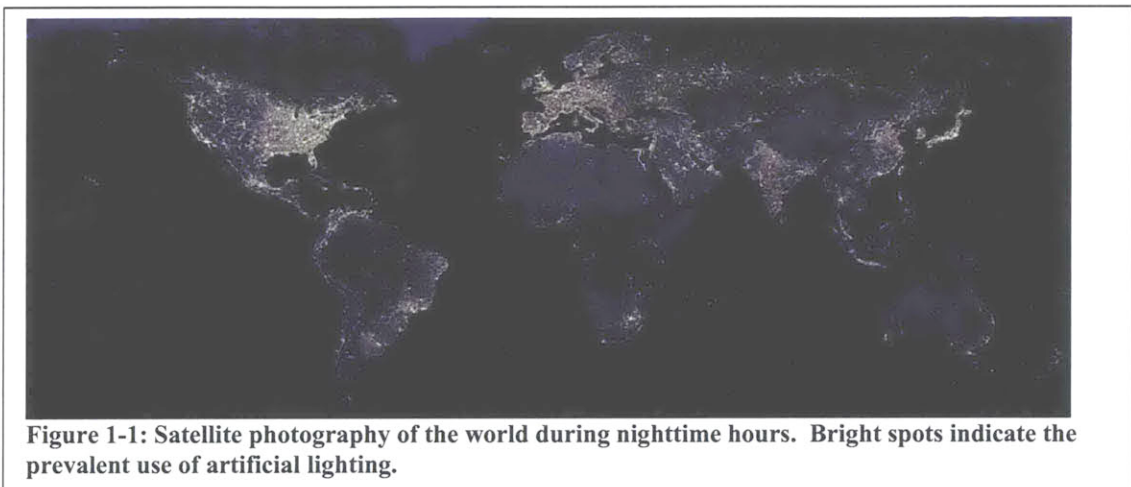 Figure 1-1: Satellite photography of the world during nighttime hours.  Bright spots indicate the
prevalent use of artificial lighting.